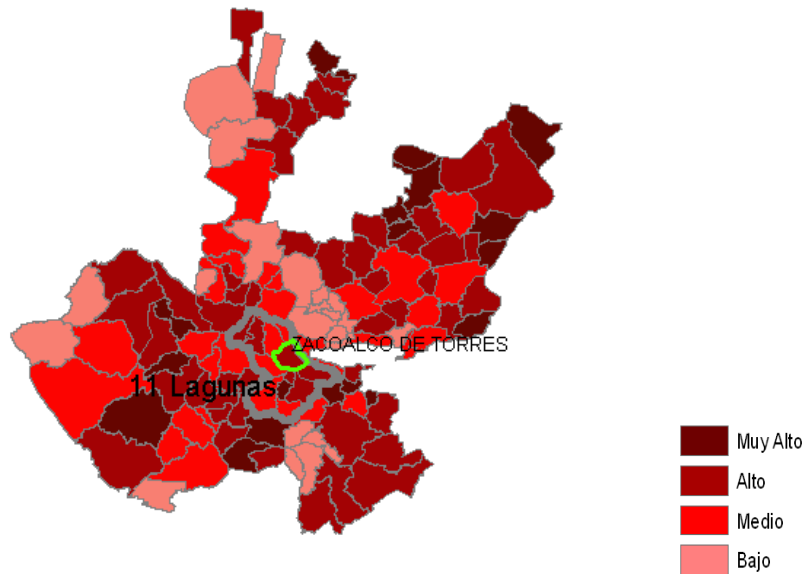 ZACOALCO DE TORRES
11 Lagunas
Muy Alto
Alto
Medio
Bajo